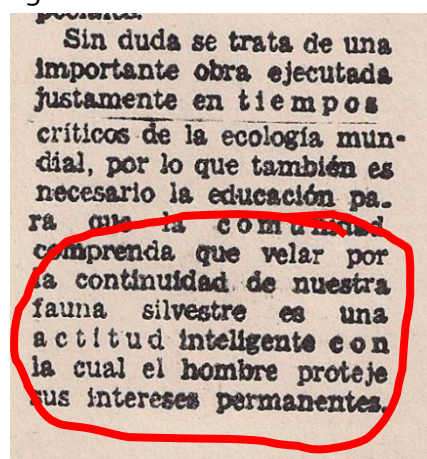 Sin duda se trata de una
importante obra ejecutada
justamente en tiempos
críticos de la ecología mun-
dial, por lo que también es
necesario la educación pa-
ra que la comunidad
comprenda que velar por
la continuidad de nuestra
fauna silvestre es una
actitud inteligente con
la cual el hombre proteje
sus intereses permanentes.